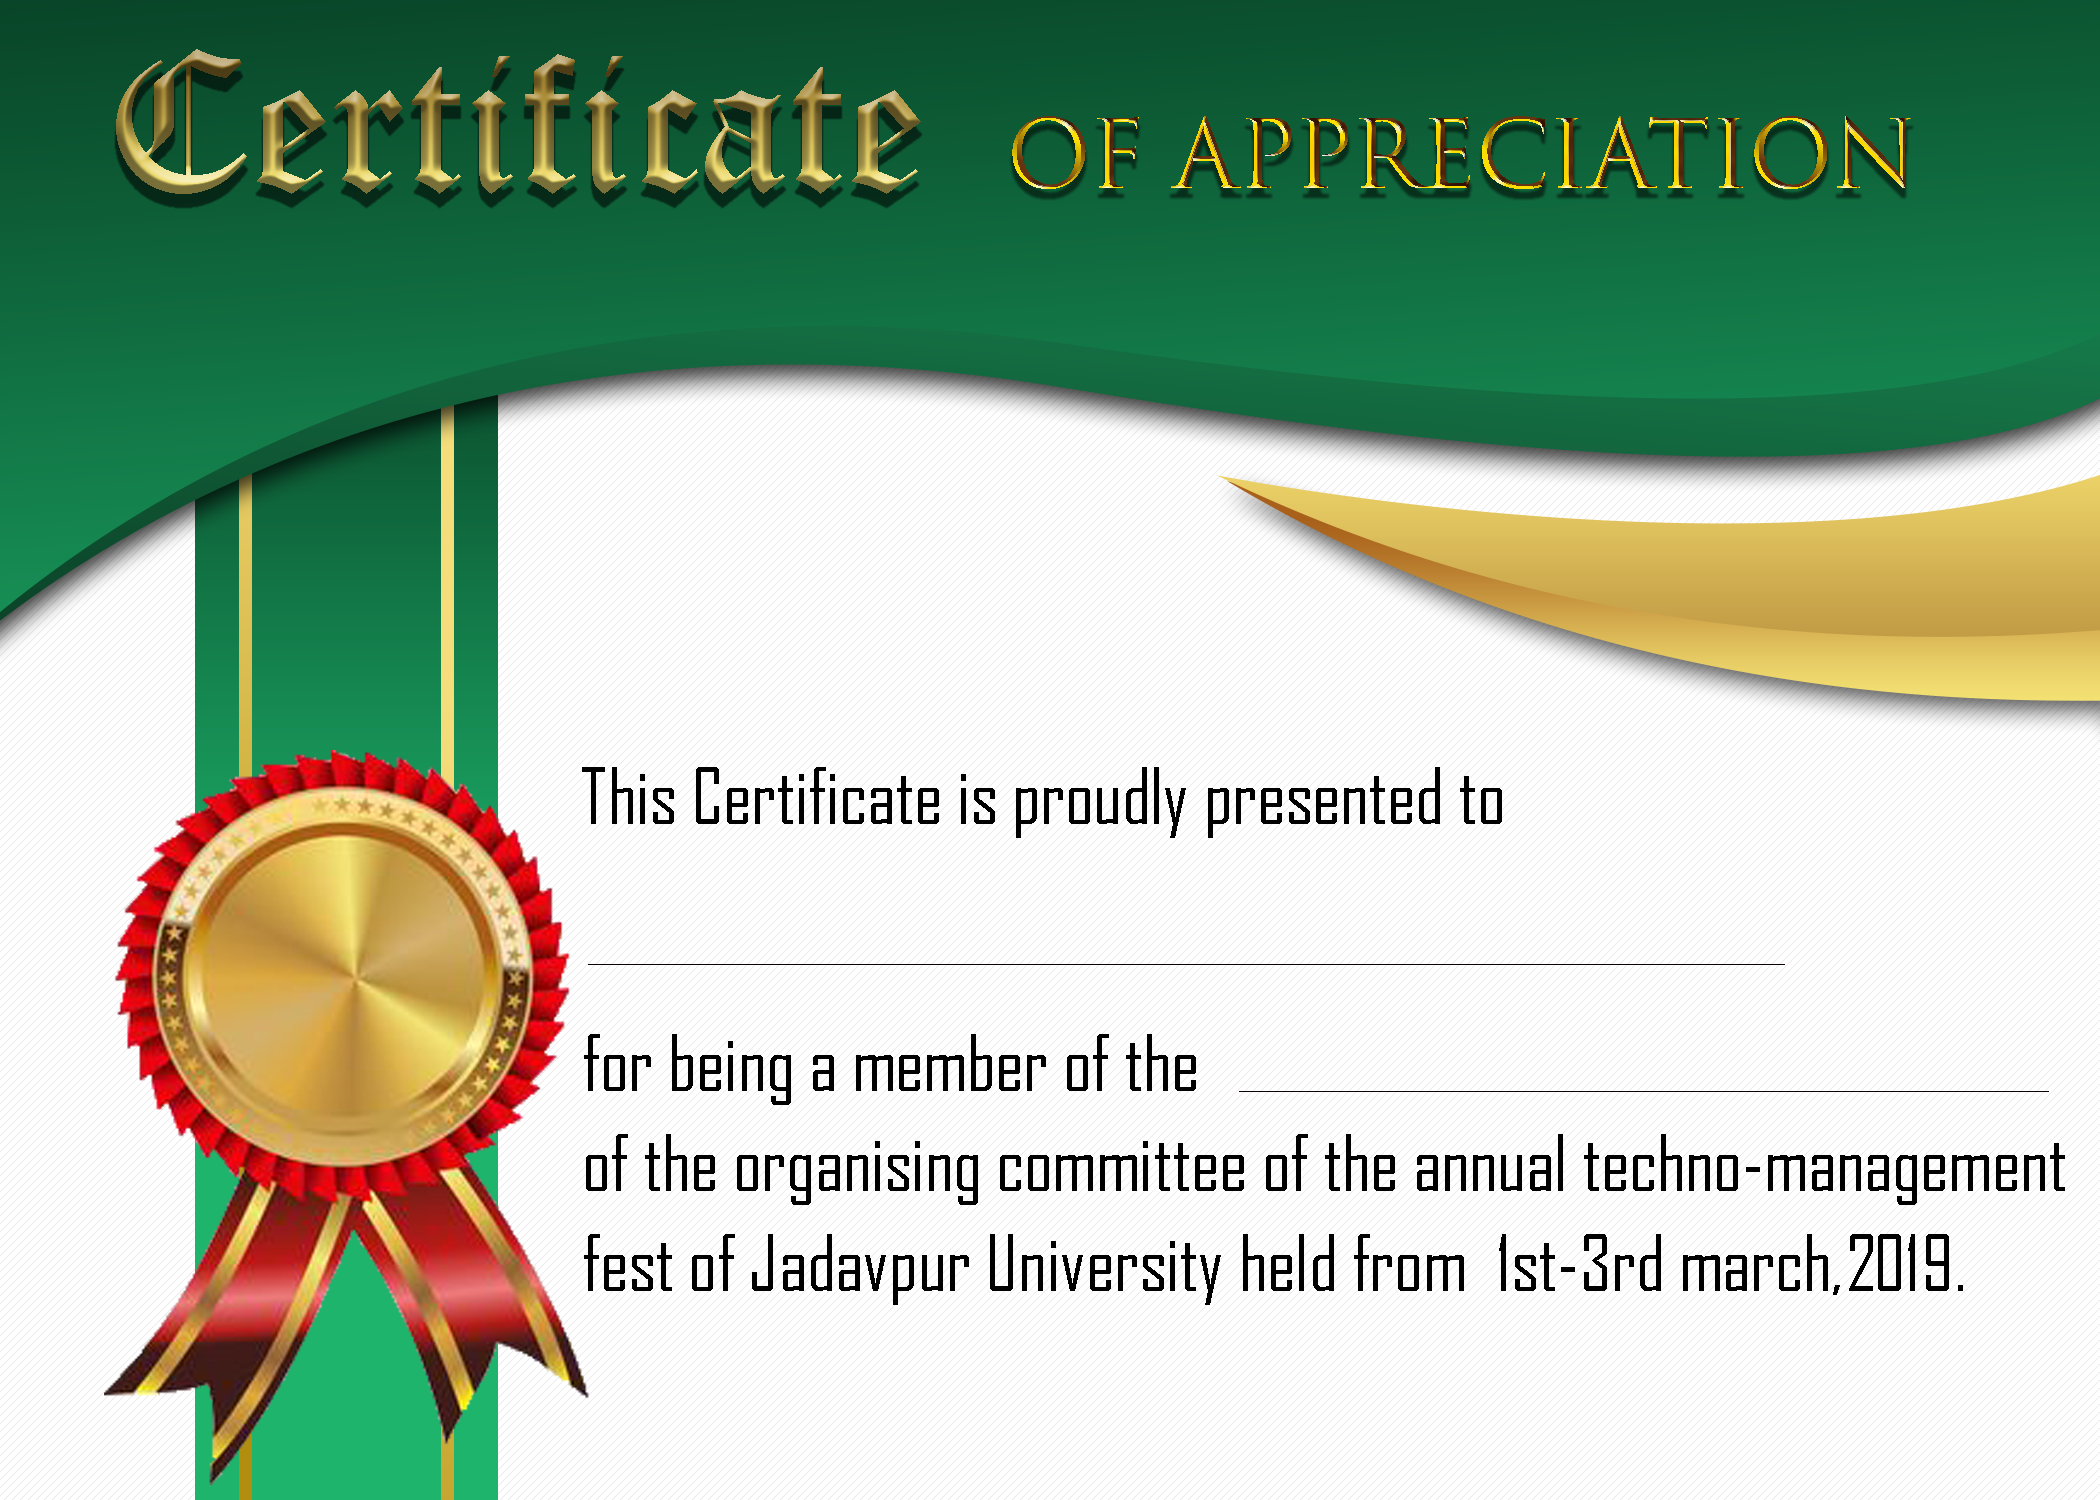 Certificate OF APPRECIATION
This Certificate is proudly presented to
for being a member of the
of the organising committee of the annual techno-management
fest of Jadavpur University held from 1st-3rd march,2019.